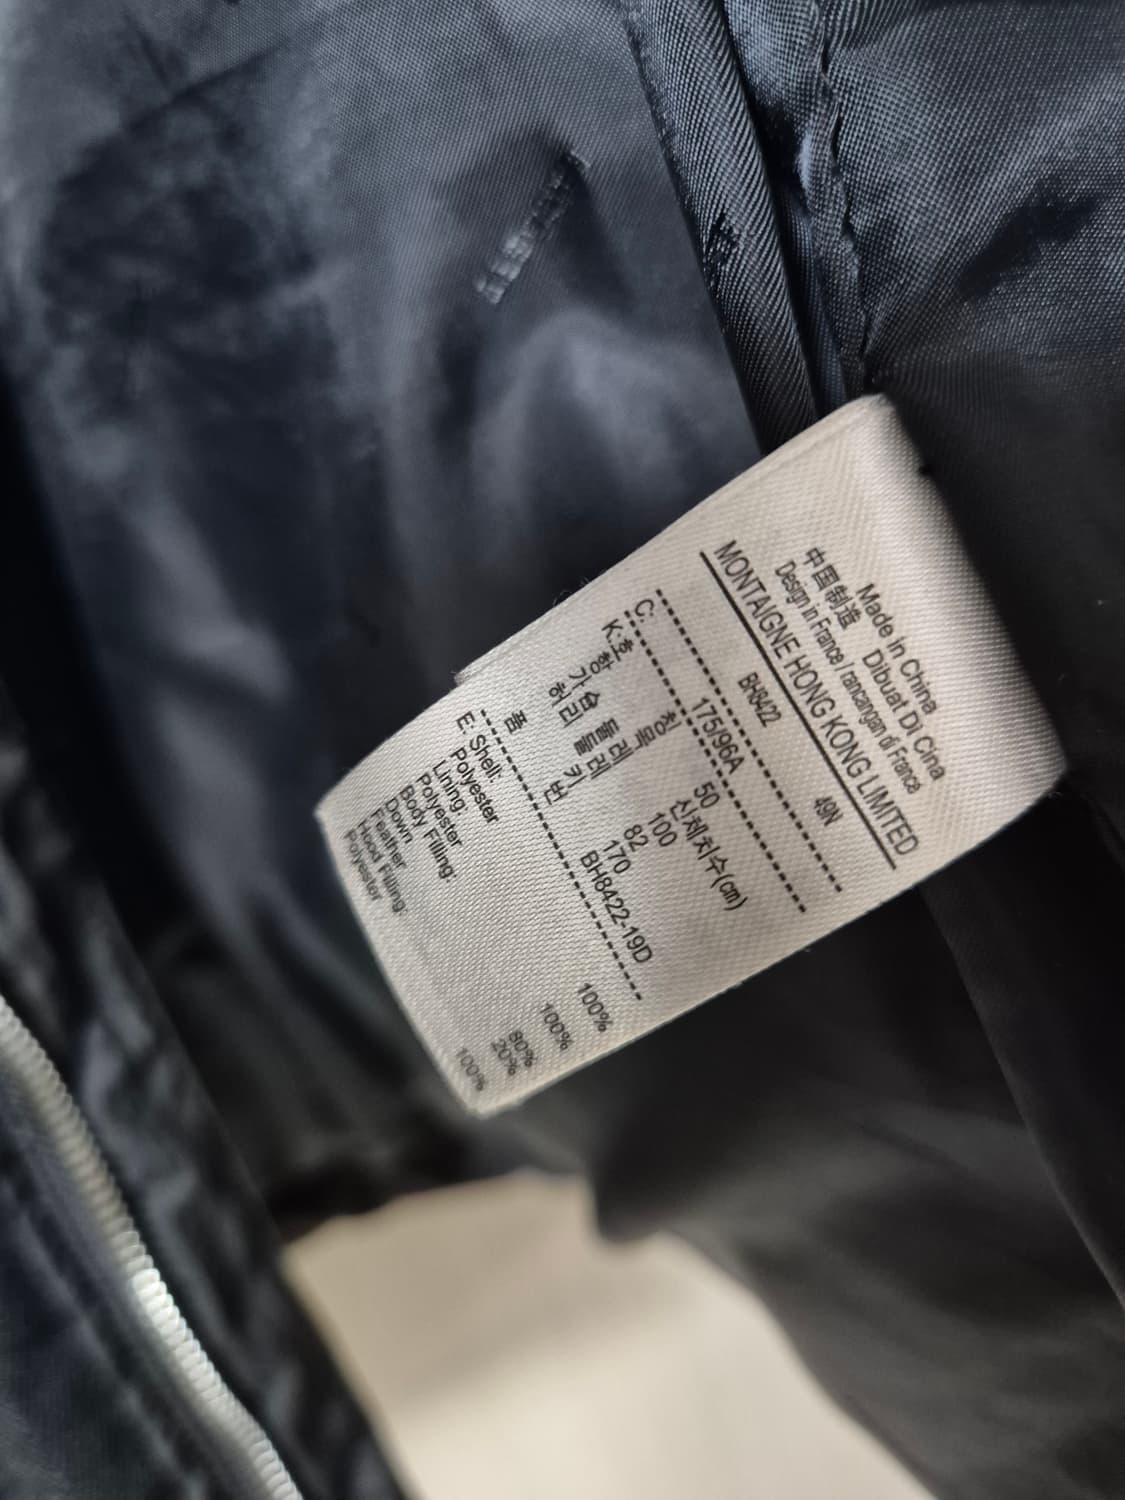 Made in China
中国制造 Dibuat Di Cina
Design in France / rancangan di France
MONTAIGNE HONG KONG LIMITED
BH8422 49N
C: 175/96A
K:호칭 50
항목 신체치수(cm)
가슴둘레 100
허리둘레 82
키 170
품번 BH8422-19D
E: Shell:
Polyester 100%
Lining:
Polyester 100%
Body Filling:
Down 80%
Feather 20%
Hood Filling:
Polyester 100%